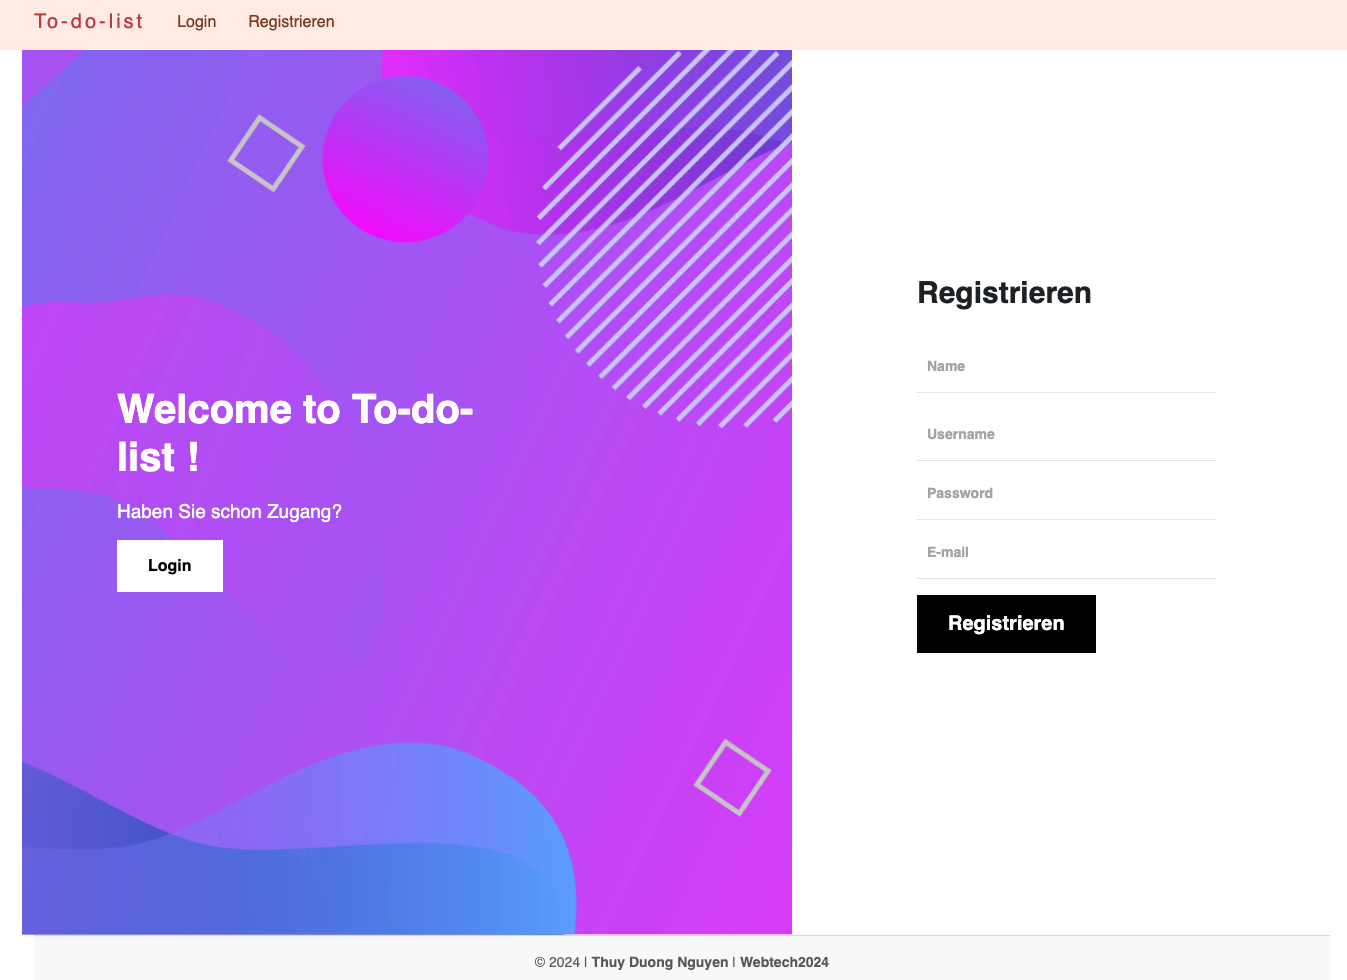 To-do-list Login Registrieren
Welcome to To-do-
list !
Haben Sie schon Zugang?
Login
Registrieren
Name
Username
Password
E-mail
Registrieren
© 2024 | Thuy Duong Nguyen | Webtech2024